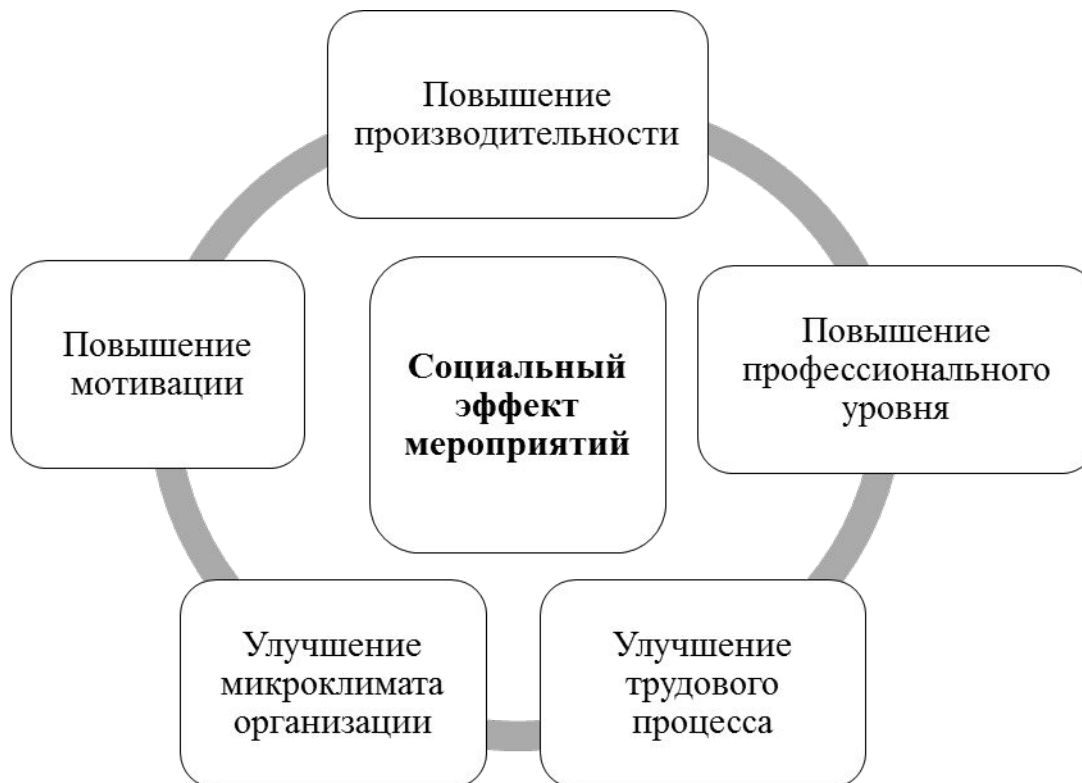 Повышение
производительности
Повышение
мотивации
Социальный
эффект
мероприятий
Повышение
профессионального
уровня
Улучшение
микроклимата
организации
Улучшение
трудового
процесса